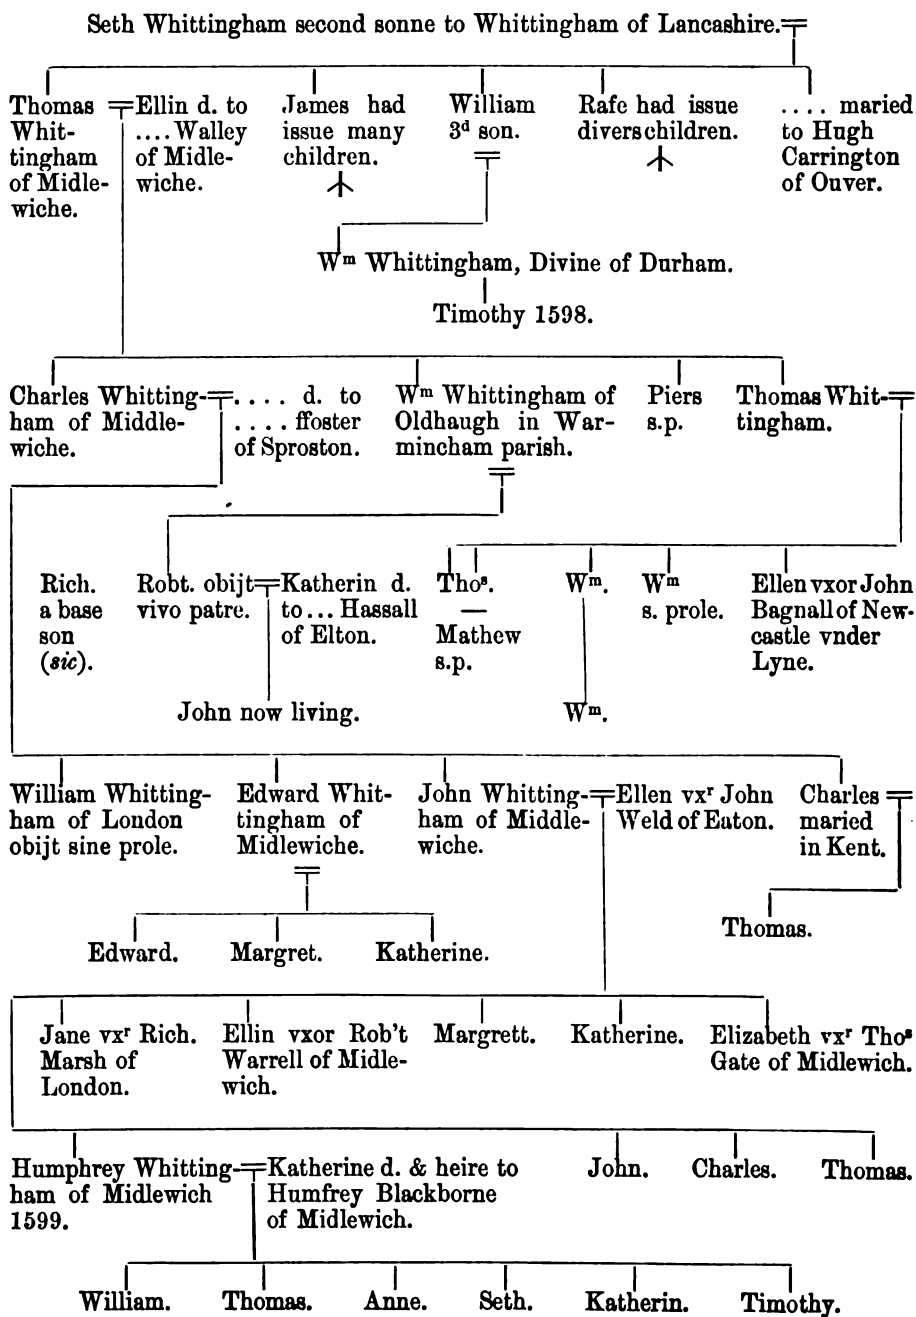 Seth Whittingham second sonne to Whittingham of Lancashire.
Thomas
Whit-
tingham
of Midle-
wiche.
Ellin d. to
.... Walley
of Midle-
wiche.
James had
issue many
children.
William
3d son.
Rafe had issue
divers children.
.... maried
to Hugh
Carrington
of Ouver.
Wm Whittingham, Divine of Durham.
Timothy 1598.
Charles Whitting-
ham of Middle-
wiche.
.... d. to
.... ffoster
of Sproston.
Wm Whittingham of
Oldhaugh in War-
mincham parish.
Piers
s.p.
Thomas Whit-
tingham.
Rich.
a base
son
(sic).
Robt. obijt
vivo patre.
Katherin d.
to ... Hassall
of Elton.
Thos.
—
Mathew
s.p.
Wm.
Wm
s. prole.
Ellen vxor John
Bagnall of New-
castle vnder
Lyne.
John now living.
Wm.
William Whitting-
ham of London
obijt sine prole.
Edward Whit-
tingham of
Midlewiche.
John Whitting-
ham of Middle-
wiche.
Ellen vxr John
Weld of Eaton.
Charles
maried
in Kent.
Thomas.
Edward.
Margret.
Katherine.
Jane vxr Rich.
Marsh of
London.
Ellin vxor Rob't
Warrell of Midle-
wich.
Margrett.
Katherine.
Elizabeth vxr Thos
Gate of Midlewich.
Humphrey Whitting-
ham of Midlewich
1599.
Katherine d. & heire to
Humfrey Blackborne
of Midlewich.
John.
Charles.
Thomas.
William.
Thomas.
Anne.
Seth.
Katherin.
Timothy.